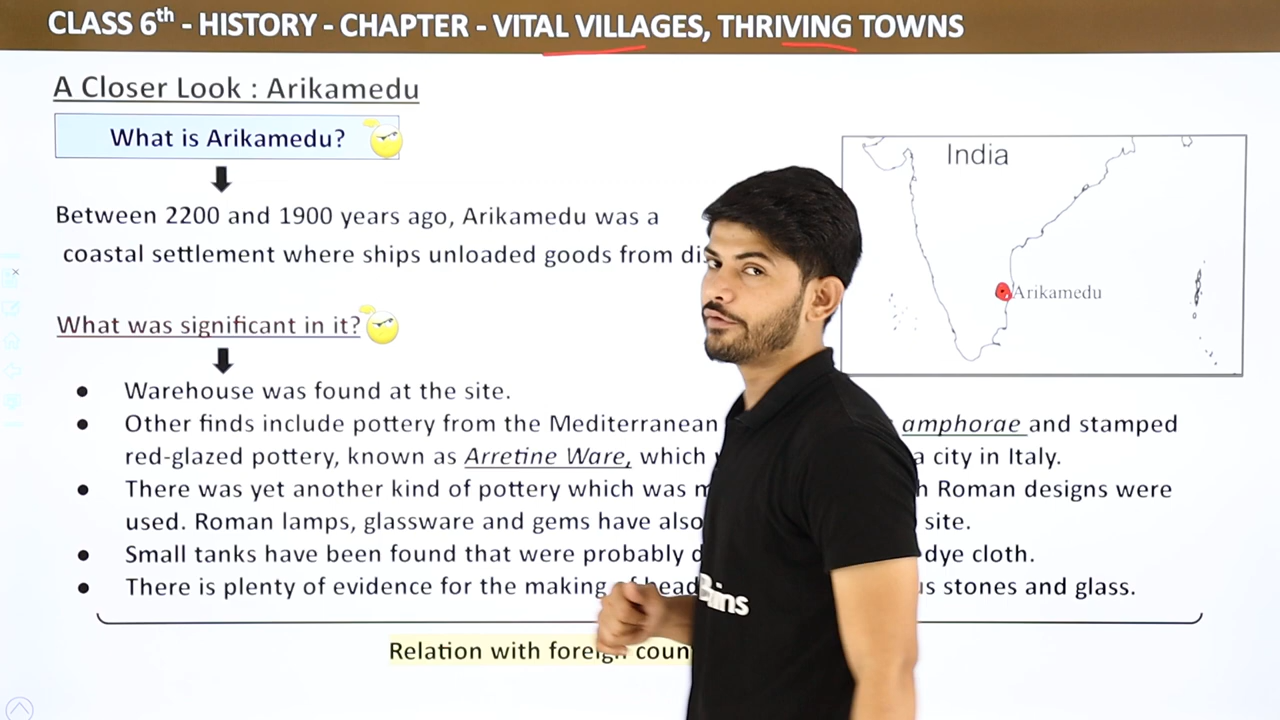 CLASS 6th - HISTORY - CHAPTER - VITAL VILLAGES, THRIVING TOWNS
A Closer Look : Arikamedu
What is Arikamedu?
Between 2200 and 1900 years ago, Arikamedu was a
coastal settlement where ships unloaded goods from
What was significant in it?
• Warehouse was found at the site.
• Other finds include pottery from the Mediterranean amphorae and stamped
red-glazed pottery, known as Arretine Ware, which a city in Italy.
• There was yet another kind of pottery which was Roman designs were
used. Roman lamps, glassware and gems have also site.
• Small tanks have been found that were probably dye cloth.
• There is plenty of evidence for the making of stones and glass.
Relation with foreign
India
Arikamedu